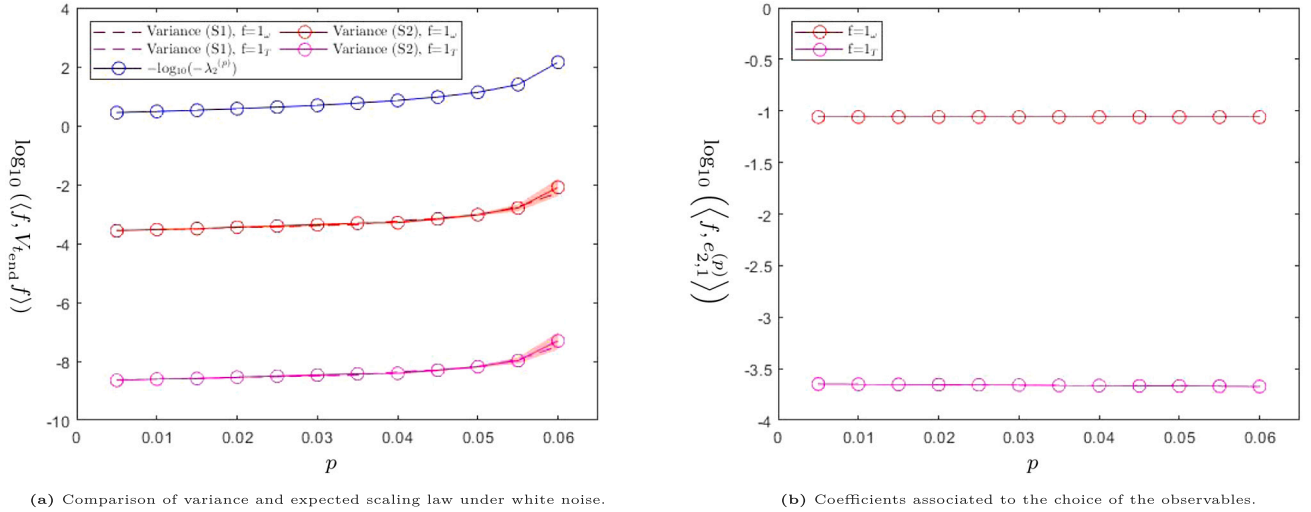 4
2
0
-2
-4
-6
-8
-10
0
0.01
0.02
0.03
0.04
0.05
0.06
p
log₁₀(⟨f, V_{t_end} f⟩)
Variance (S1), f=1_ω
Variance (S2), f=1_ω
Variance (S1), f=1_T
Variance (S2), f=1_T
−log₁₀(−λ₂^{(p)})
(a) Comparison of variance and expected scaling law under white noise.
0
-0.5
-1
-1.5
-2
-2.5
-3
-3.5
-4
0
0.01
0.02
0.03
0.04
0.05
0.06
p
log₁₀(⟨f, e_{2,1}^{(p)}⟩)
f=1_ω
f=1_T
(b) Coefficients associated to the choice of the observables.